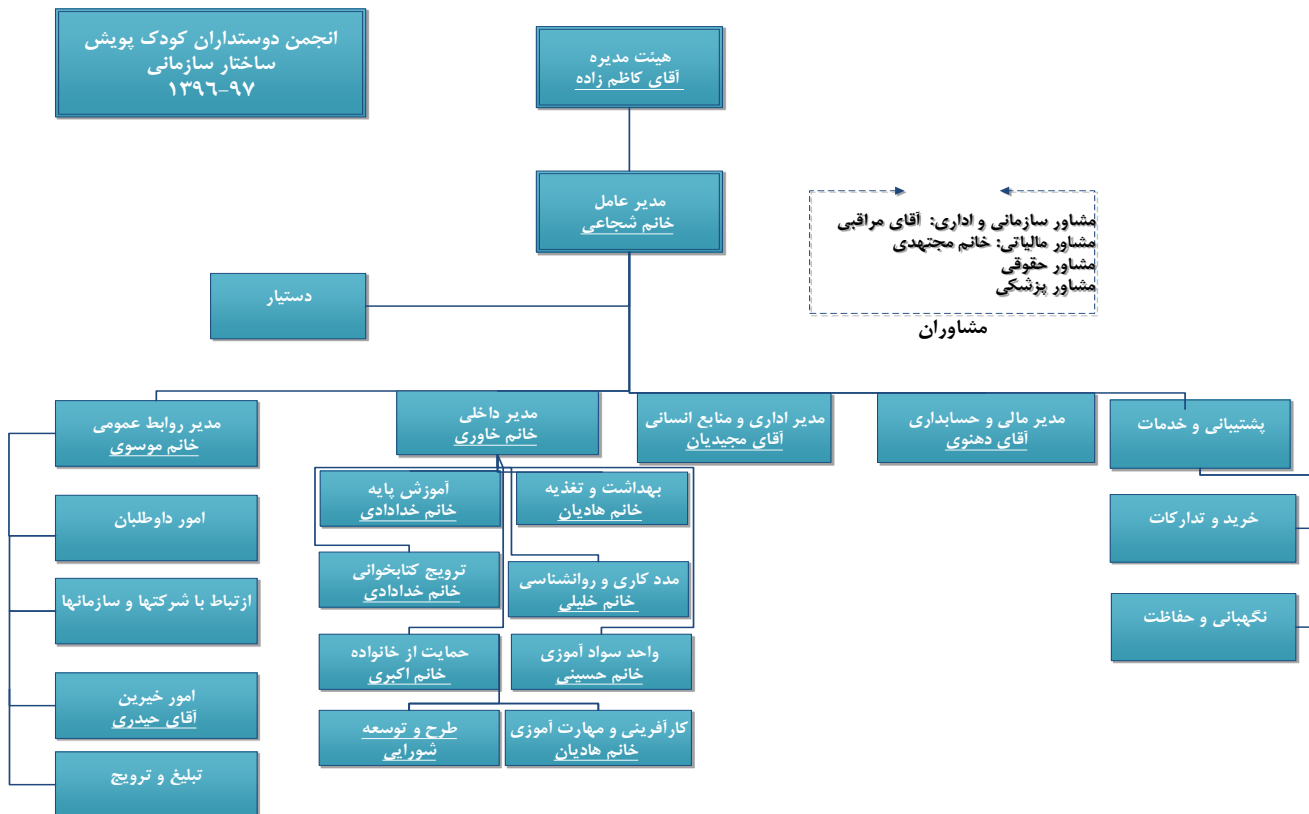 انجمن دوستداران کودک پویش
ساختار سازمانی
۱۳۹۶-۹۷
هیئت مدیره
آقای کاظم زاده
مدیر عامل
خانم شجاعی
مشاور سازمانی و اداری: آقای مراقبی
مشاور مالیاتی: خانم مجتهدی
مشاور حقوقی
مشاور پزشکی
مشاوران
دستیار
پشتیبانی و خدمات
مدیر مالی و حسابداری
آقای دهنوی
مدیر اداری و منابع انسانی
آقای مجیدیان
مدیر داخلی
خانم خاوری
مدیر روابط عمومی
خانم موسوی
خرید و تدارکات
نگهبانی و حفاظت
بهداشت و تغذیه
خانم هادیان
آموزش پایه
خانم خدادادی
مدد کاری و روانشناسی
خانم خلیلی
ترویج کتابخوانی
خانم خدادادی
واحد سواد آموزی
خانم حسینی
حمایت از خانواده
خانم اکبری
کارآفرینی و مهارت آموزی
خانم هادیان
طرح و توسعه
شورایی
امور داوطلبان
ازتباط با شرکتها و سازمانها
امور خیرین
آقای حیدری
تبلیغ و ترویج